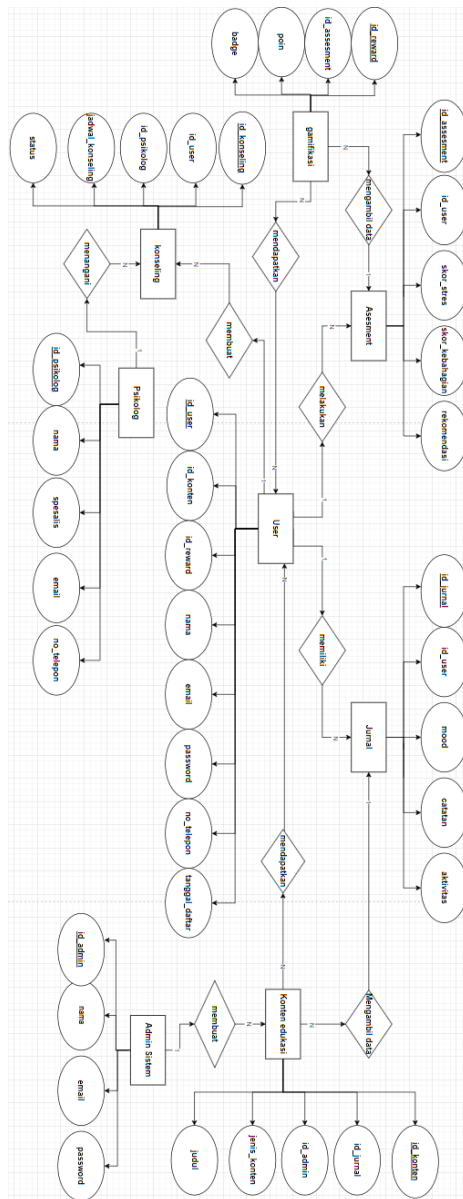 id_assesment
id_user
skor_stres
skor_kebahagian
rekomendasi
id_jurnal
id_user
mood
catatan
aktivitas
id_reward
id_assesment
poin
badge
gamifikasi
N
mengambil data
1
Asesment
N
melakukan
1
N
mendapatkan
N
User
1
memiliki
N
Jurnal
1
Mengambil data
N
Konten edukasi
N
mendapatkan
N
id_konten
id_jurnal
id_admin
jenis_konten
judul
id_user
id_konten
id_reward
nama
email
password
no_telepon
tanggal_daftar
1
membuat
N
id_konseling
id_user
id_psikolog
jadwal_konseling
status
konseling
N
menangani
1
Psikolog
id_psikolog
nama
spesalis
email
no_telepon
N
membuat
1
Admin Sistem
id_admin
nama
email
password